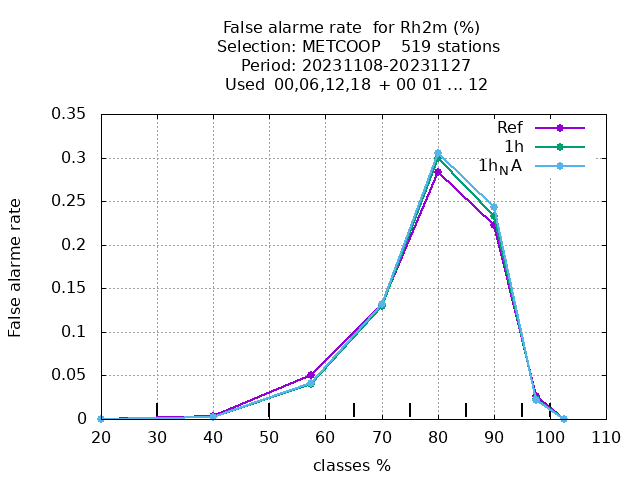 False alarme rate  for Rh2m (%)
Selection: METCOOP    519 stations
Period: 20231108-20231127
Used  00,06,12,18  + 00 01 ... 12
0.35
0.3
0.25
0.2
0.15
0.1
0.05
0
False alarme rate
Ref
1h
1hNA
20 30 40 50 60 70 80 90 100 110
classes %